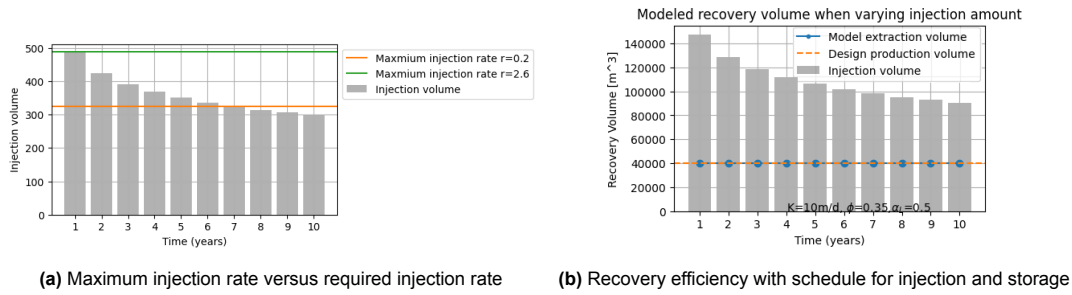 500
400
300
200
100
0
Injection volume
1 2 3 4 5 6 7 8 9 10
Time (years)
Maxmium injection rate r=0.2
Maxmium injection rate r=2.6
Injection volume
(a) Maximum injection rate versus required injection rate
Modeled recovery volume when varying injection amount
140000
120000
100000
80000
60000
40000
20000
0
Recovery Volume [m^3]
Model extraction volume
Design production volume
Injection volume
K=10m/d, ϕ=0.35,α_L=0.5
1 2 3 4 5 6 7 8 9 10
Time (years)
(b) Recovery efficiency with schedule for injection and storage